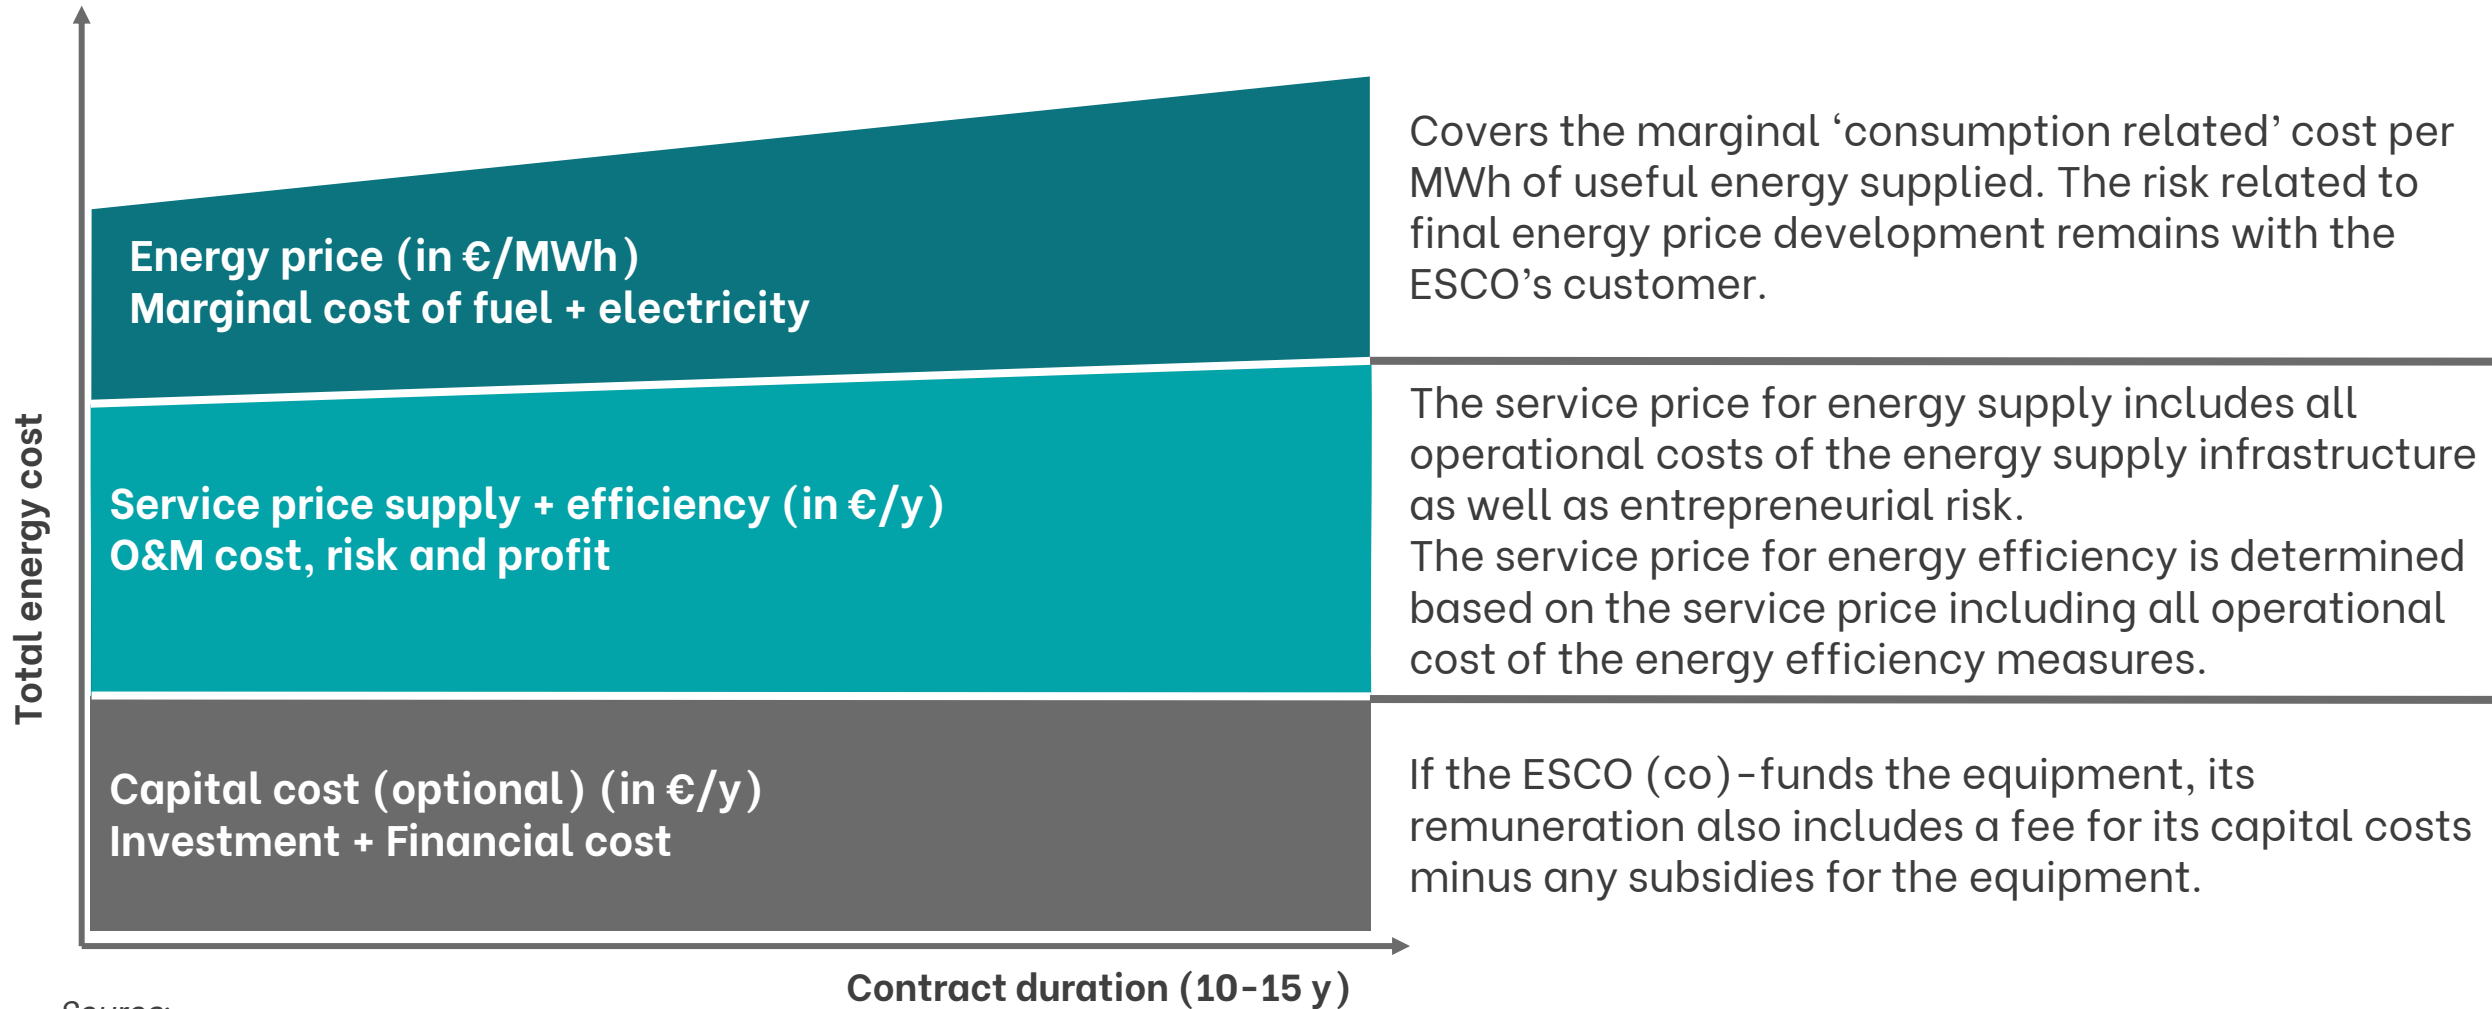 Total energy cost
Energy price (in €/MWh)
Marginal cost of fuel + electricity
Covers the marginal ‘consumption related’ cost per
MWh of useful energy supplied. The risk related to
final energy price development remains with the
ESCO’s customer.
Service price supply + efficiency (in €/y)
O&M cost, risk and profit
The service price for energy supply includes all
operational costs of the energy supply infrastructure
as well as entrepreneurial risk.
The service price for energy efficiency is determined
based on the service price including all operational
cost of the energy efficiency measures.
Capital cost (optional) (in €/y)
Investment + Financial cost
If the ESCO (co)-funds the equipment, its
remuneration also includes a fee for its capital costs
minus any subsidies for the equipment.
Contract duration (10-15 y)
Source: